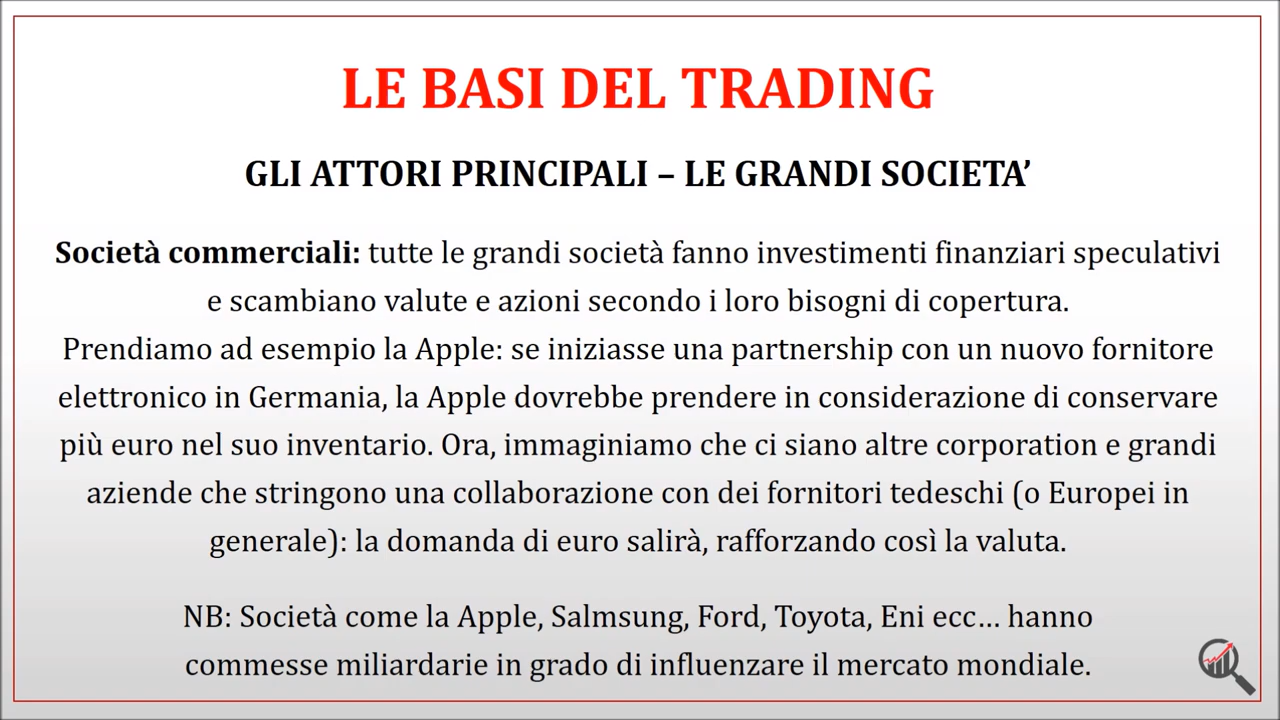 LE BASI DEL TRADING
GLI ATTORI PRINCIPALI – LE GRANDI SOCIETA’
Società commerciali: tutte le grandi società fanno investimenti finanziari speculativi
e scambiano valute e azioni secondo i loro bisogni di copertura.
Prendiamo ad esempio la Apple: se iniziasse una partnership con un nuovo fornitore
elettronico in Germania, la Apple dovrebbe prendere in considerazione di conservare
più euro nel suo inventario. Ora, immaginiamo che ci siano altre corporation e grandi
aziende che stringono una collaborazione con dei fornitori tedeschi (o Europei in
generale): la domanda di euro salirà, rafforzando così la valuta.
NB: Società come la Apple, Salmsung, Ford, Toyota, Eni ecc… hanno
commesse miliardarie in grado di influenzare il mercato mondiale.